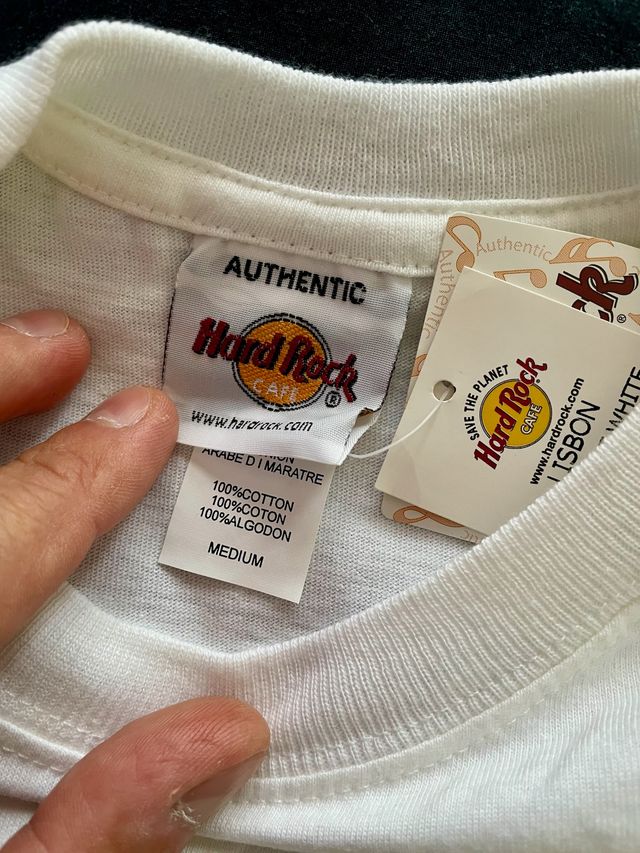 AUTHENTIC
Hard Rock
CAFE
®
www.hardrock.com
ARABE D I MARATRE
100%COTTON
100%COTON
100%ALGODON
MEDIUM
Authentic
Authentic
®
SAVE THE PLANET
Hard Rock
CAFE
www.hardrock.com
LISBON
WHITE